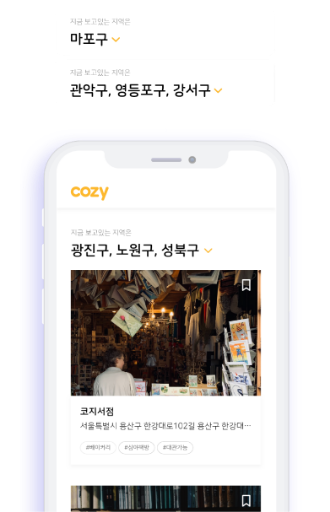 지금 보고있는 지역은
마포구
지금 보고있는 지역은
관악구, 영등포구, 강서구
cozy
지금 보고있는 지역은
광진구, 노원구, 성북구
코지서점
서울특별시 용산구 한강대로102길 용산구 한강대···
#베이커리 #심야책방 #대관가능